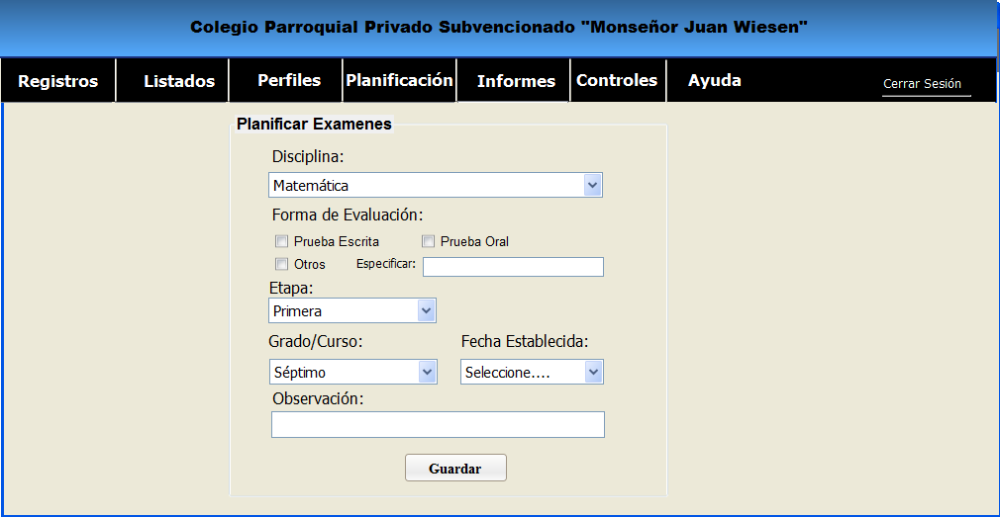 Colegio Parroquial Privado Subvencionado "Monseñor Juan Wiesen"
Registros Listados Perfiles Planificación Informes Controles Ayuda Cerrar Sesión
Planificar Examenes
Disciplina:
Matemática
Forma de Evaluación:
Prueba Escrita Prueba Oral
Otros Especificar:
Etapa:
Primera
Grado/Curso: Fecha Establecida:
Séptimo Seleccione....
Observación:
Guardar